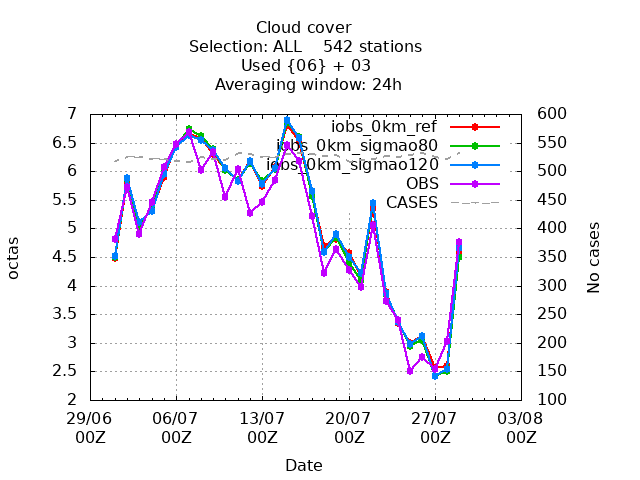 Cloud cover
Selection: ALL    542 stations
Used {06} + 03
Averaging window: 24h
7
6.5
6
5.5
5
4.5
4
3.5
3
2.5
2
octas
600
550
500
450
400
350
300
250
200
150
100
No cases
iobs_0km_ref
iobs_0km_sigmao80
iobs_0km_sigmao120
OBS
CASES
29/06 06/07 13/07 20/07 27/07 03/08
00Z 00Z 00Z 00Z 00Z 00Z
Date